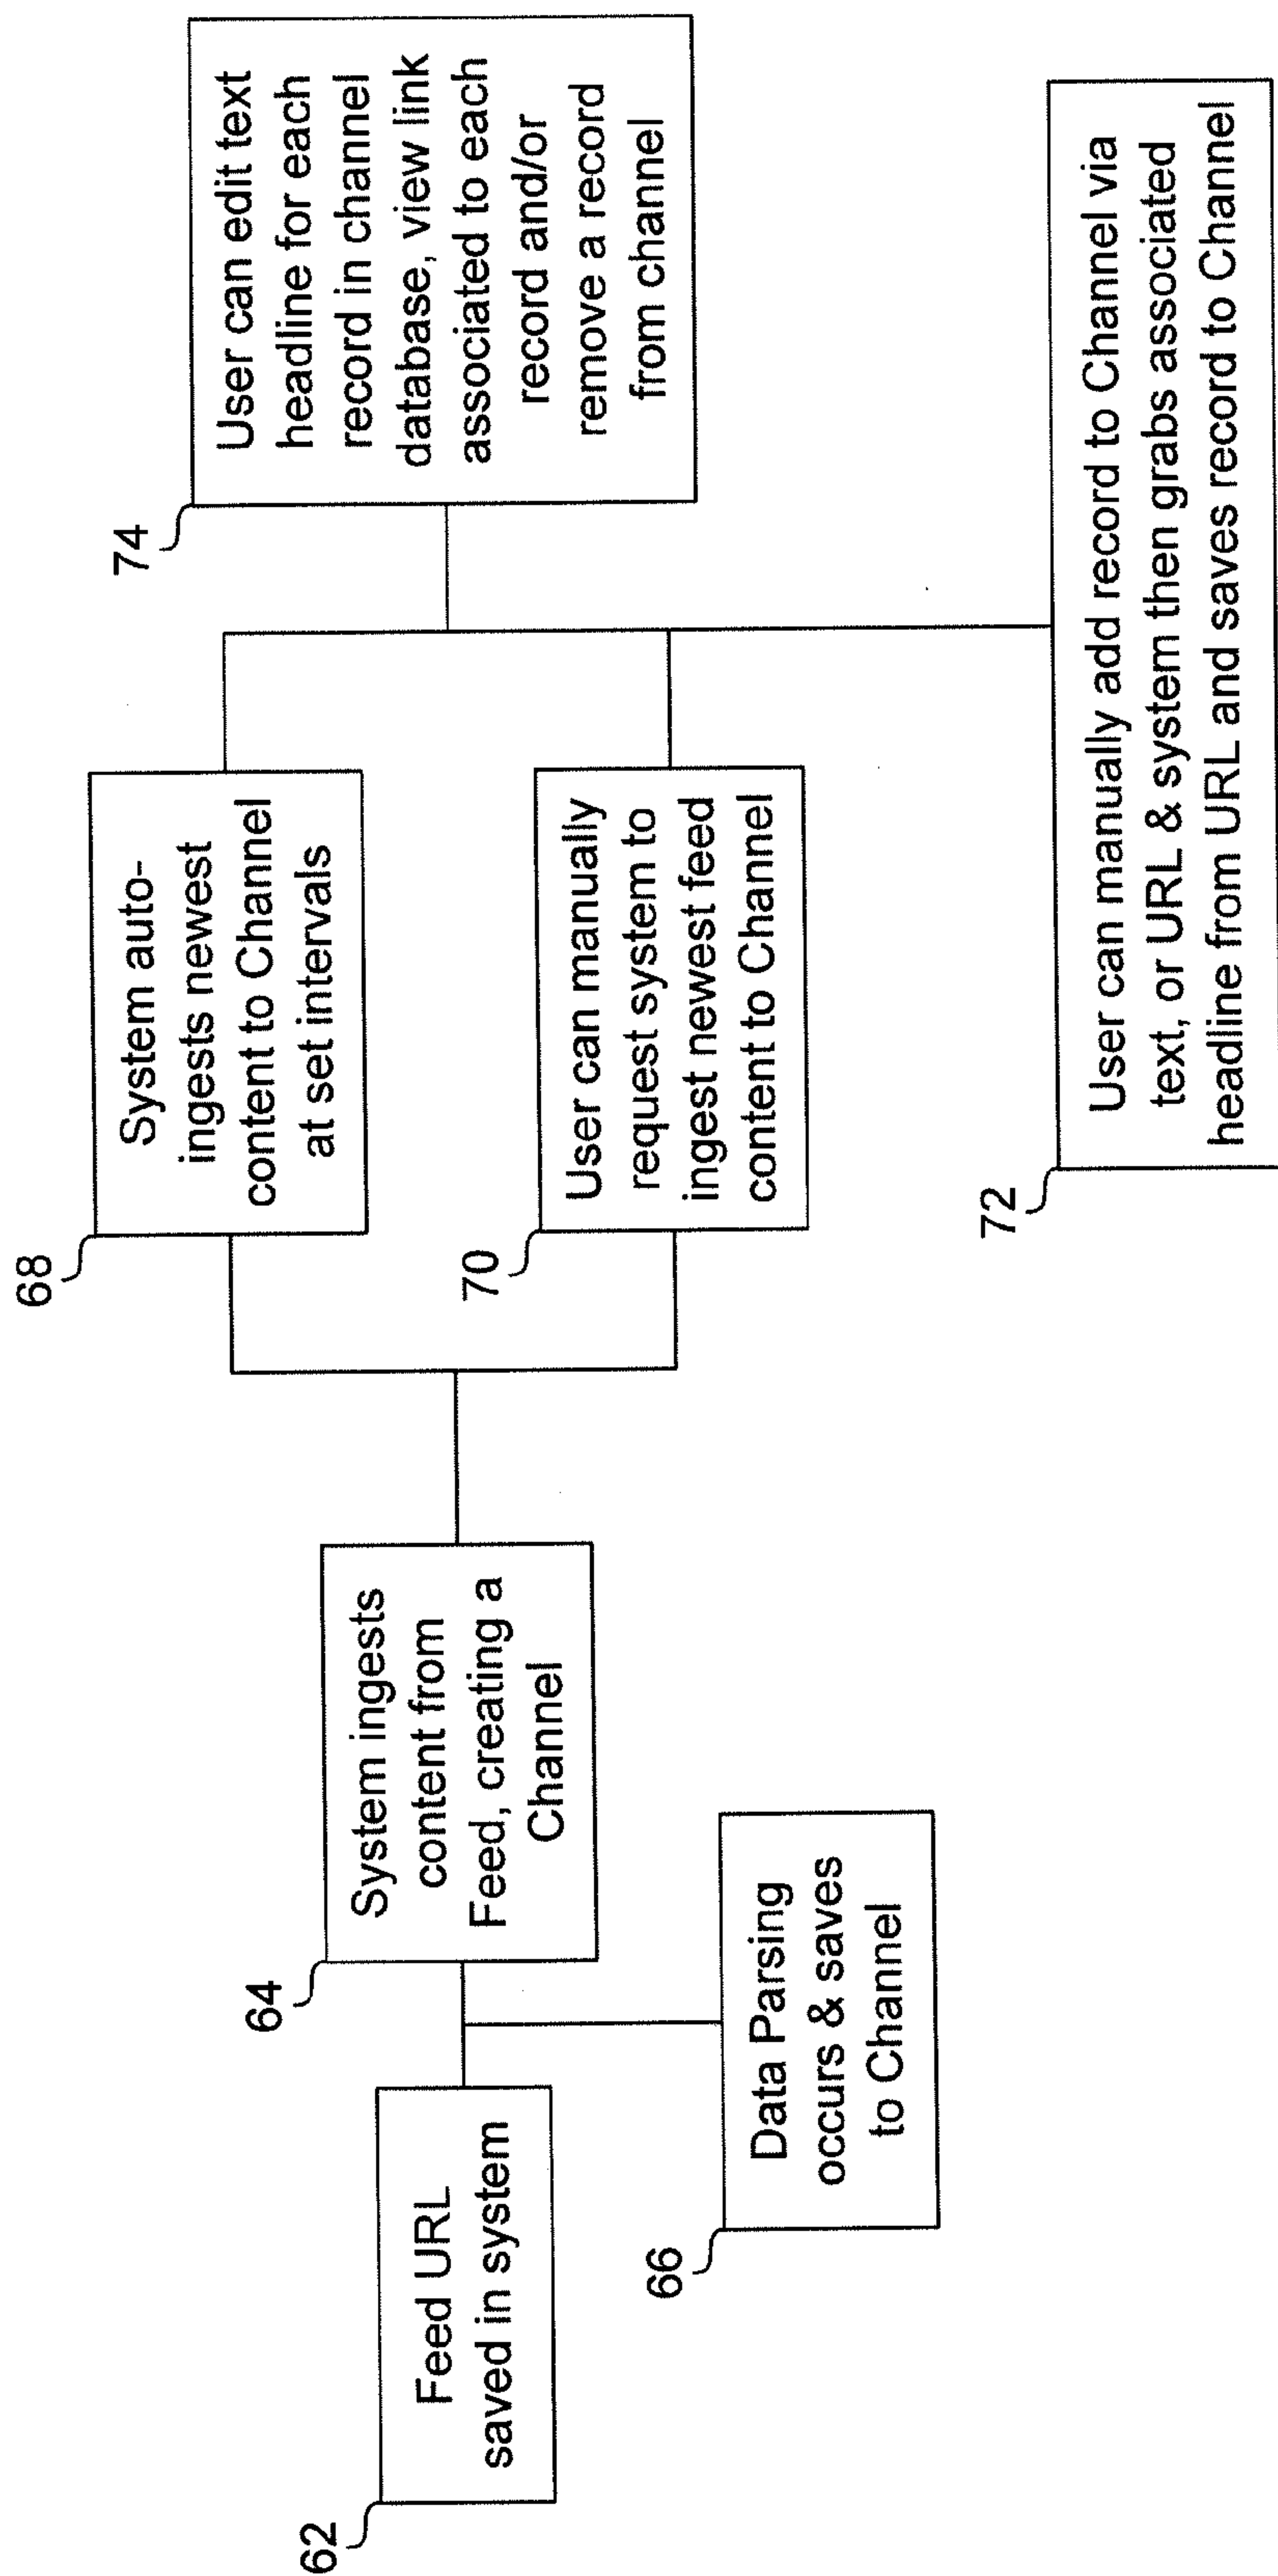 62
Feed URL
saved in system
64
System ingests
content from
Feed, creating a
Channel
66
Data Parsing
occurs & saves
to Channel
68
System auto-
ingests newest
content to Channel
at set intervals
70
User can manually
request system to
ingest newest feed
content to Channel
74
User can edit text
headline for each
record in channel
database, view link
associated to each
record and/or
remove a record
from channel
72
User can manually add record to Channel via
text, or URL & system then grabs associated
headline from URL and saves record to Channel